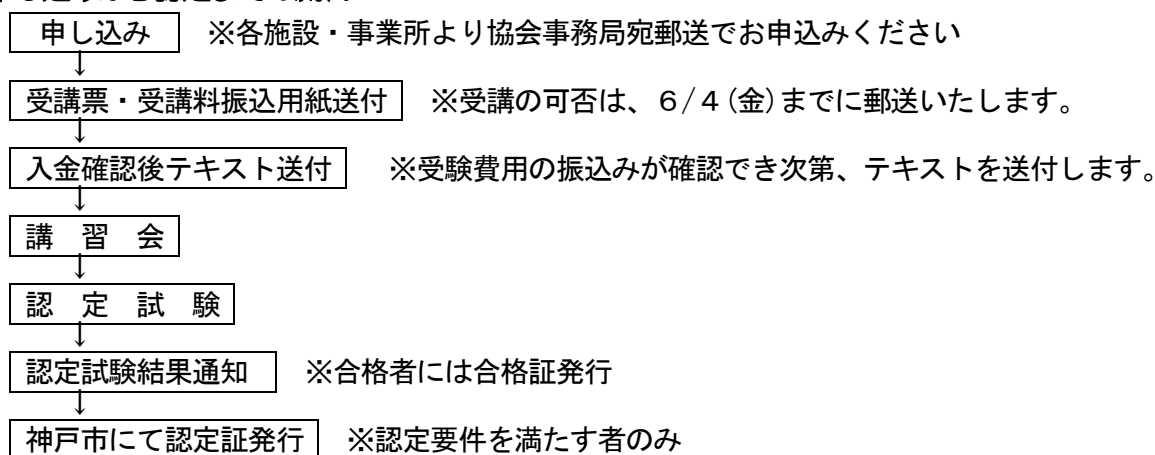 申し込み ※各施設・事業所より協会事務局宛郵送でお申込みください
↓
受講票・受講料振込用紙送付 ※受講の可否は、6/4(金)までに郵送いたします。
↓
入金確認後テキスト送付 ※受験費用の振込みが確認でき次第、テキストを送付します。
↓
講 習 会
↓
認 定 試 験
↓
認定試験結果通知 ※合格者には合格証発行
↓
神戸市にて認定証発行 ※認定要件を満たす者のみ